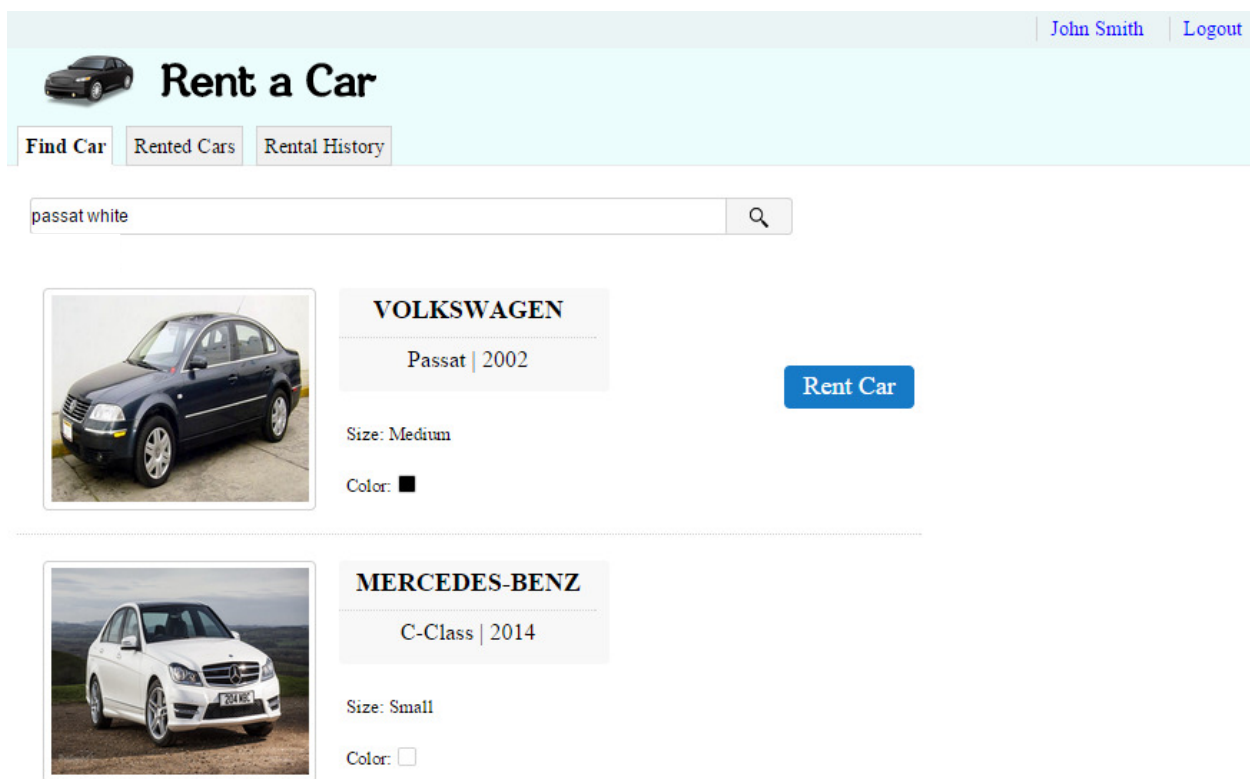 John Smith Logout
Rent a Car
Find Car Rented Cars Rental History
passat white
VOLKSWAGEN
Passat | 2002
Rent Car
Size: Medium
Color:
MERCEDES-BENZ
C-Class | 2014
Size: Small
Color: